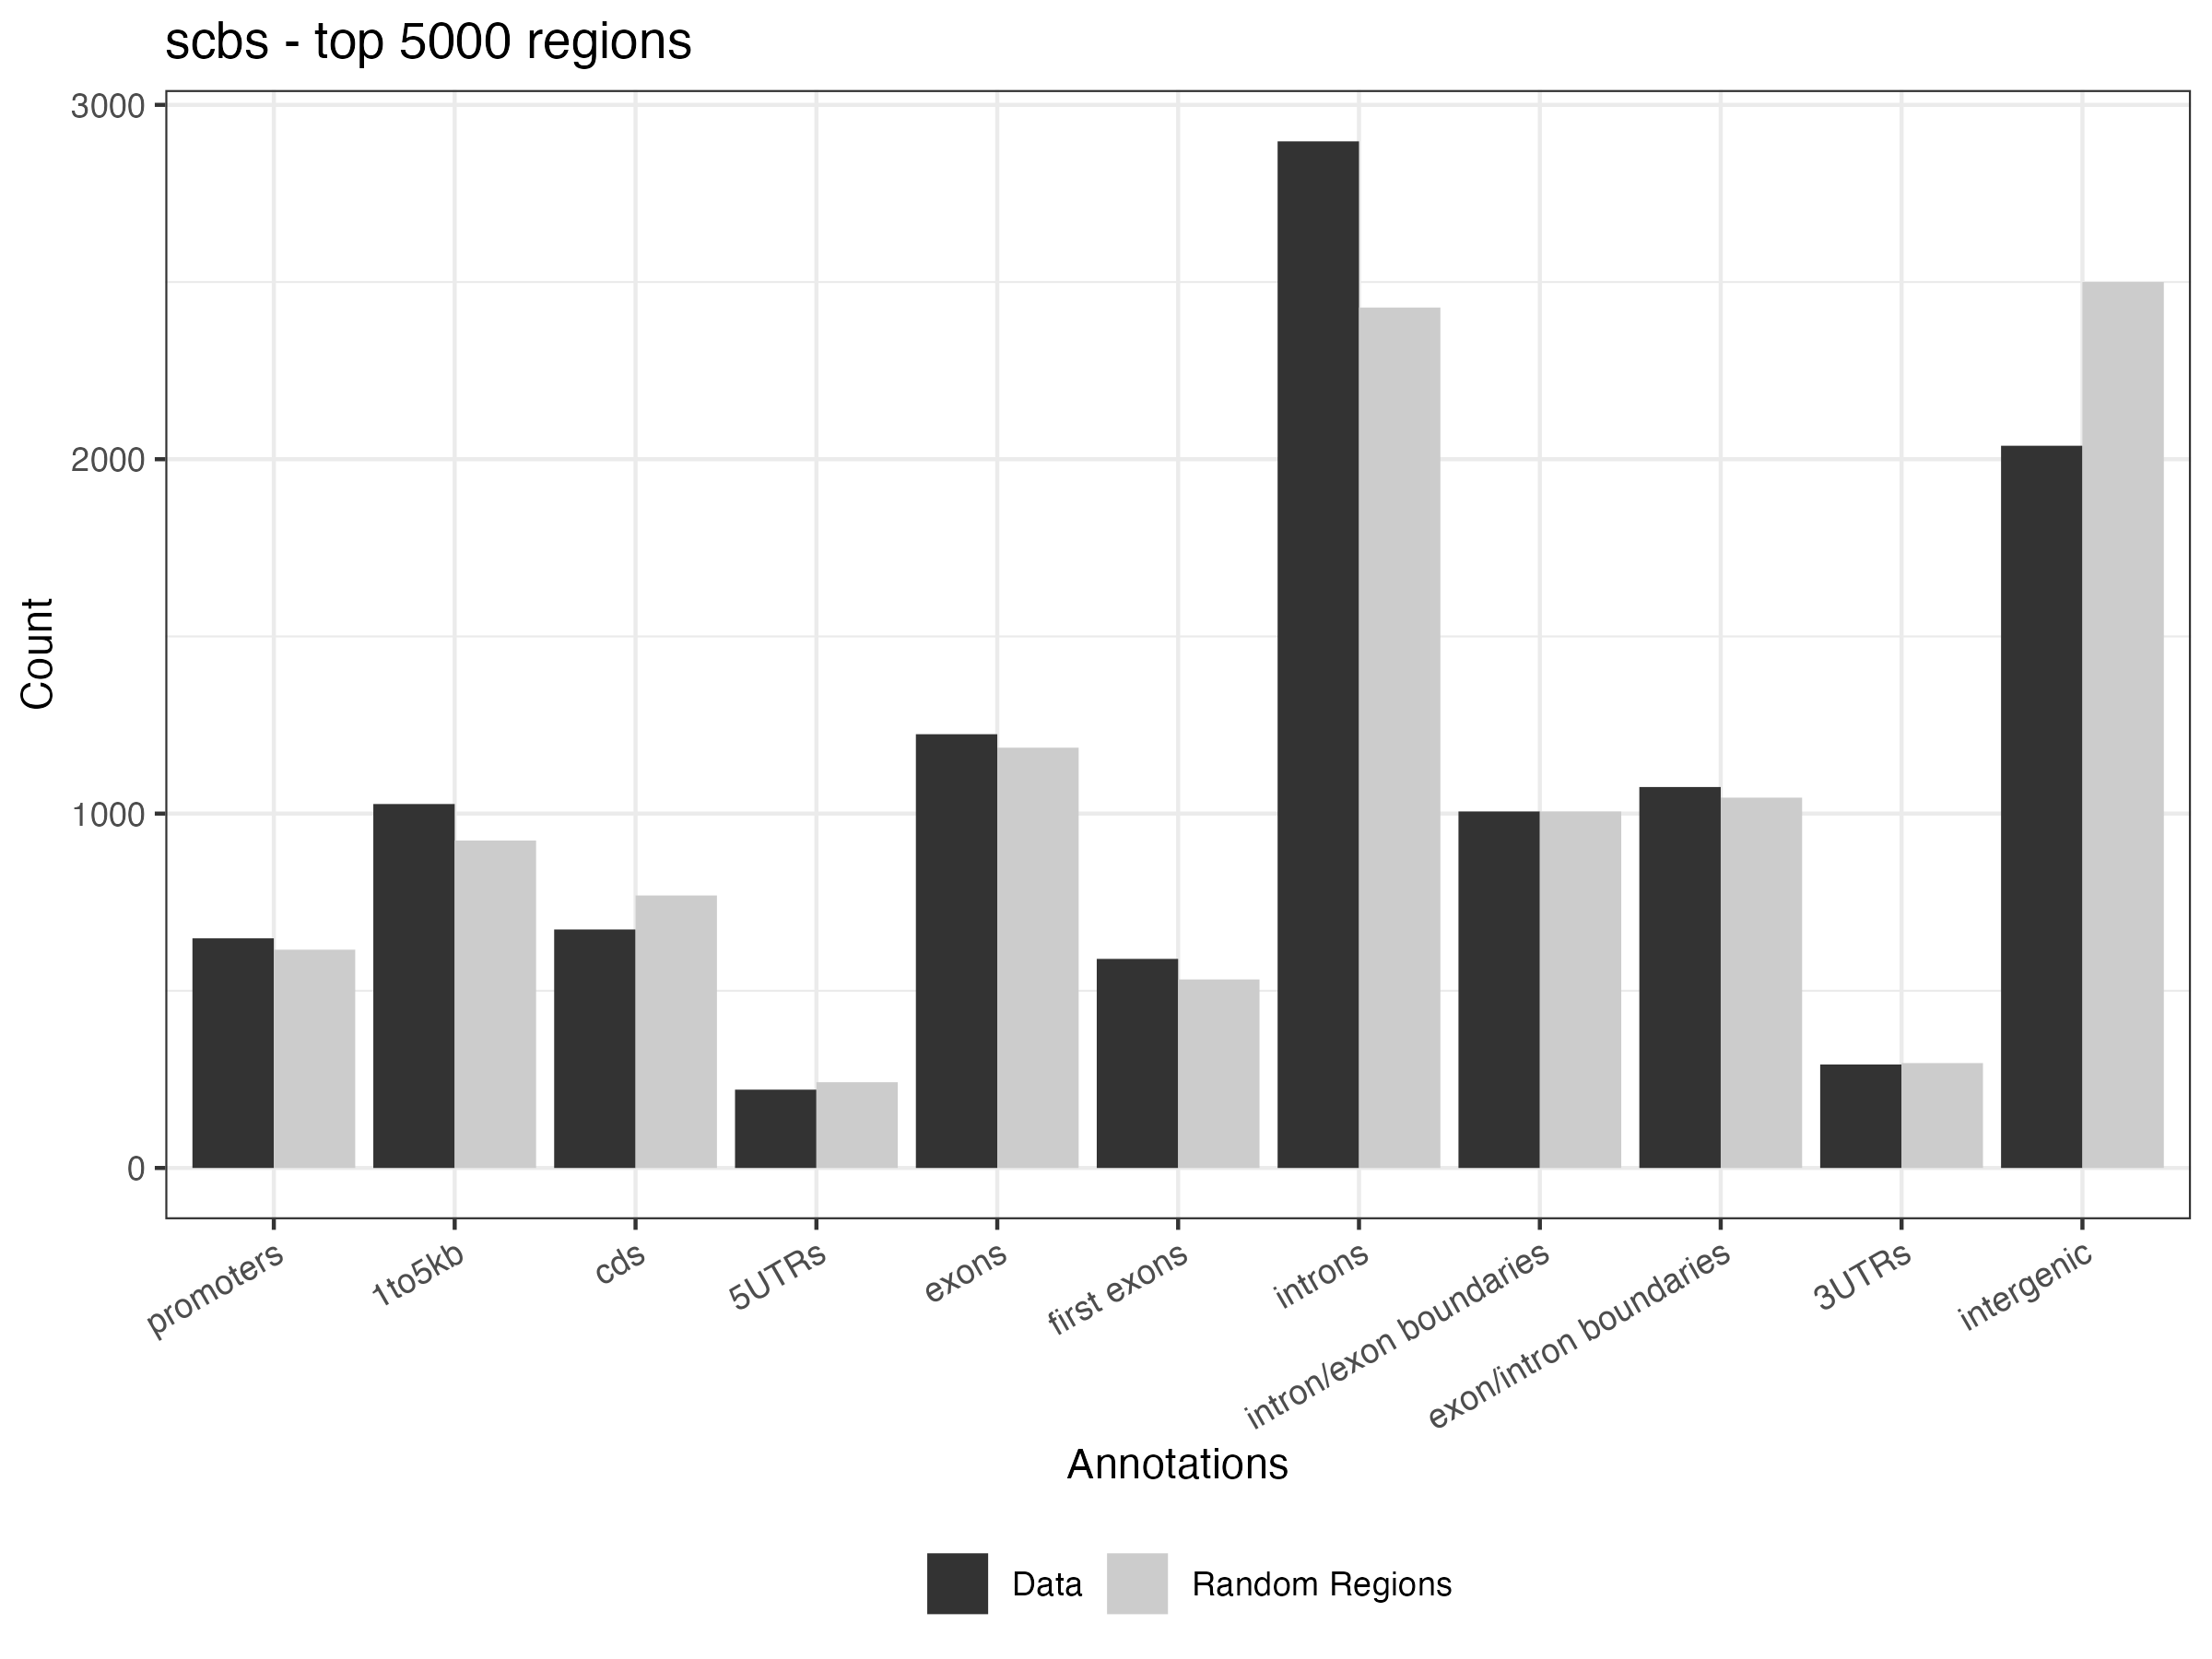 scbs - top 5000 regions
3000
2000
1000
0
Count
promoters
1to5kb
cds
5UTRs
exons
first exons
introns
intron/exon boundaries
exon/intron boundaries
3UTRs
intergenic
Annotations
Data
Random Regions